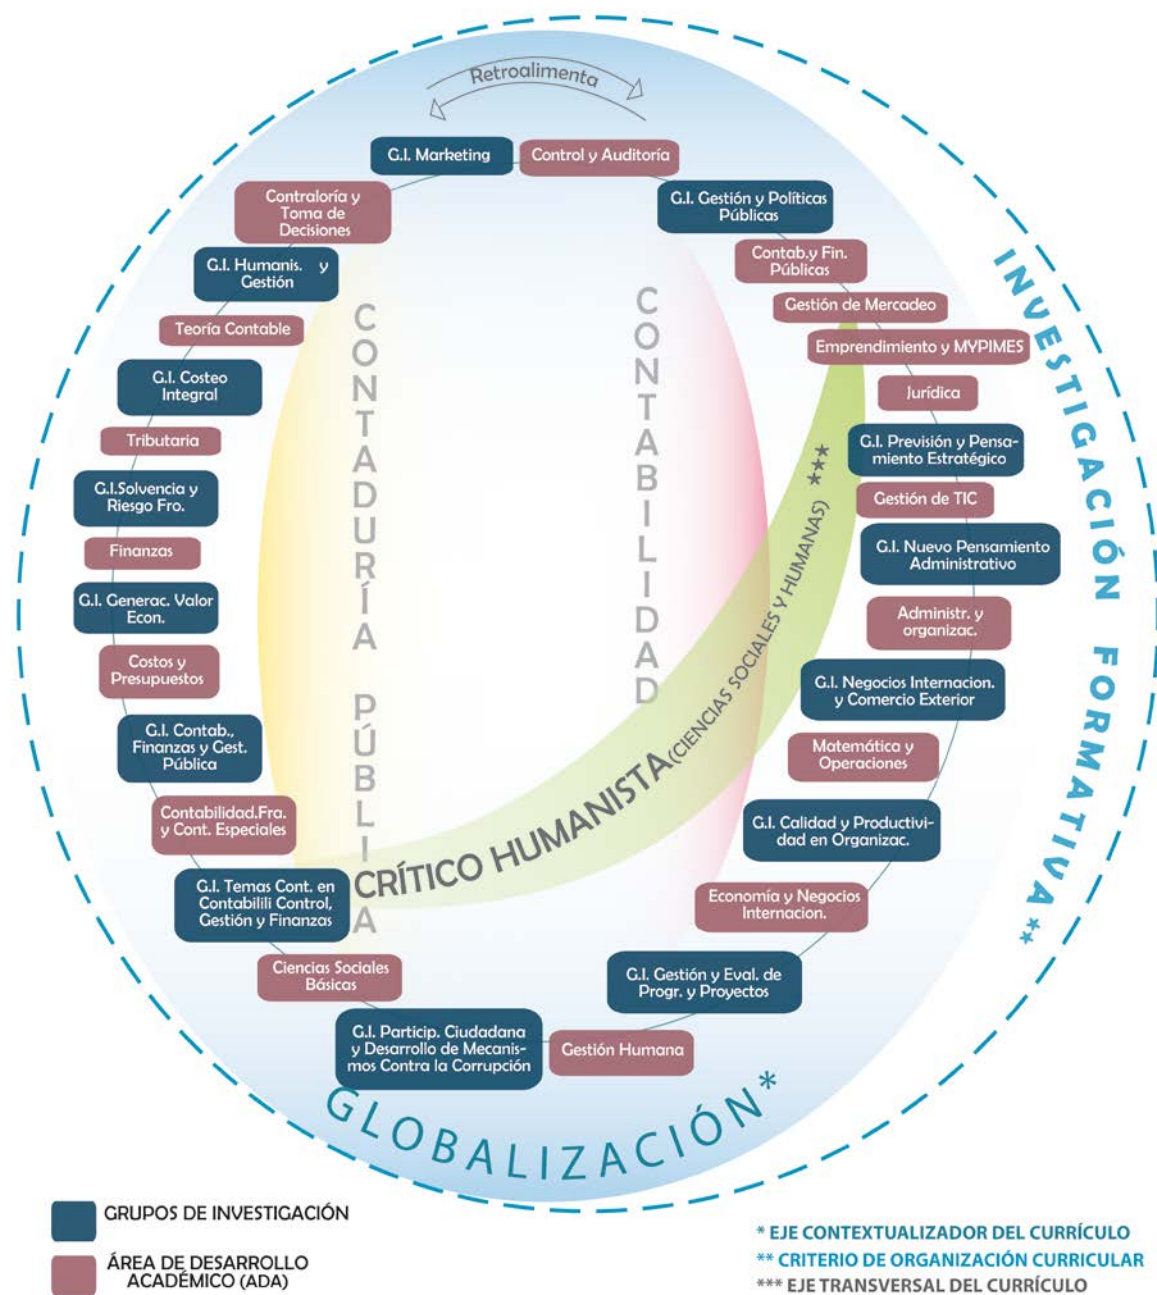 Retroalimenta
G.I. Marketing
Control y Auditoría
G.I. Gestión y Políticas
Públicas
Contab.y Fin.
Públicas
Gestión de Mercadeo
Emprendimiento y MYPIMES
Jurídica
G.I. Previsión y Pensa-
miento Estratégico
Gestión de TIC
G.I. Nuevo Pensamiento
Administrativo
Administr. y
organizac.
G.I. Negocios Internacion.
y Comercio Exterior
Matemática y
Operaciones
G.I. Calidad y Productivi-
dad en Organizac.
Economía y Negocios
Internacion.
G.I. Gestión y Eval. de
Progr. y Proyectos
Gestión Humana
G.I. Particip. Ciudadana
y Desarrollo de Mecanis-
mos Contra la Corrupción
Ciencias Sociales
Básicas
G.I. Temas Cont. en
Contabilili Control,
Gestión y Finanzas
Contabilidad.Fra.
y Cont. Especiales
G.I. Contab.,
Finanzas y Gest.
Pública
Costos y
Presupuestos
G.I. Generac. Valor
Econ.
Finanzas
G.I.Solvencia y
Riesgo Fro.
Tributaria
G.I. Costeo
Integral
Teoría Contable
G.I. Humanis. y
Gestión
Contraloría y
Toma de
Decisiones
CONTADURÍA PÚBLICA
CONTABILIDAD
CRÍTICO HUMANISTA(CIENCIAS SOCIALES Y HUMANAS) ★★★
INVESTIGACIÓN FORMATIVA**
GLOBALIZACIÓN*
GRUPOS DE INVESTIGACIÓN
ÁREA DE DESARROLLO
ACADÉMICO (ADA)
* EJE CONTEXTUALIZADOR DEL CURRÍCULO
** CRITERIO DE ORGANIZACIÓN CURRICULAR
*** EJE TRANSVERSAL DEL CURRÍCULO